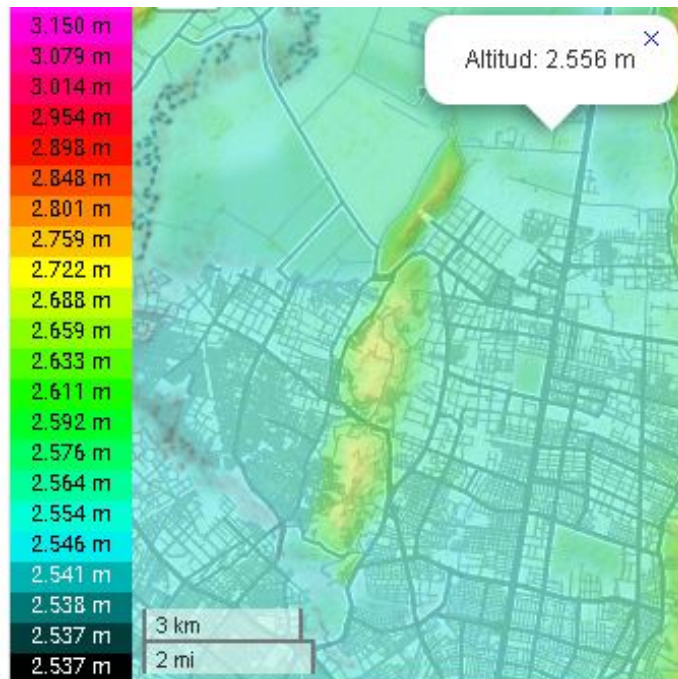 3.150 m
3.079 m
3.014 m
2.954 m
2.898 m
2.848 m
2.801 m
2.759 m
2.722 m
2.688 m
2.659 m
2.633 m
2.611 m
2.592 m
2.576 m
2.564 m
2.554 m
2.546 m
2.541 m
2.538 m
2.537 m
2.537 m
Altitud: 2.556 m
3 km
2 mi